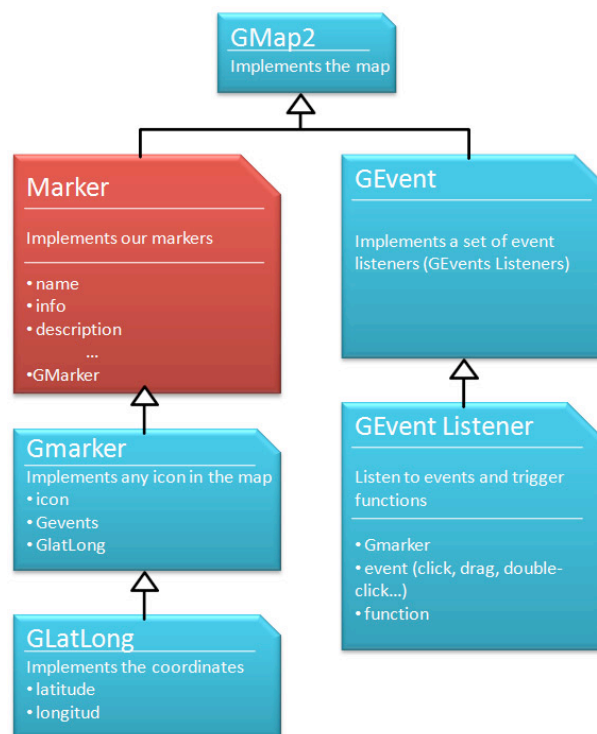 GMap2
Implements the map
Marker
Implements our markers
• name
• info
• description
...
•GMarker
GEvent
Implements a set of event
listeners (GEvents Listeners)
Gmarker
Implements any icon in the map
• icon
• Gevents
• GlatLong
GEvent Listener
Listen to events and trigger
functions
• Gmarker
• event (click, drag, double-
click...)
• function
GLatLong
Implements the coordinates
• latitude
• longitud